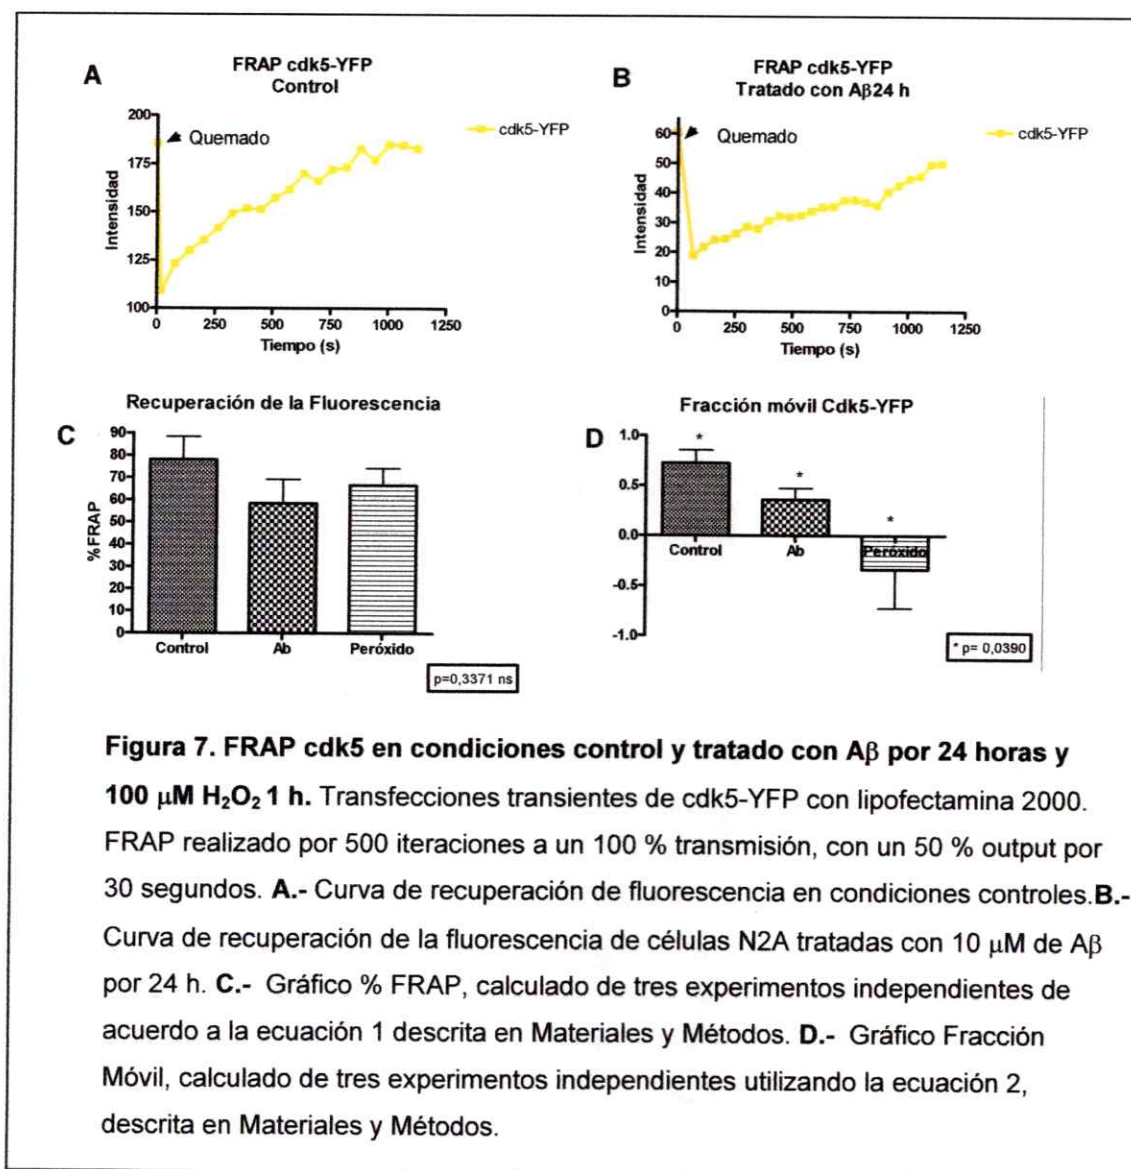 A
FRAP cdk5-YFP
Control
200
175
150
125
100
Intensidad
Quemado
cdk5-YFP
0 250 500 750 1000 1250
Tiempo (s)
B
FRAP cdk5-YFP
Tratado con Aβ24 h
60
50
40
30
20
10
0
Intensidad
Quemado
cdk5-YFP
0 250 500 750 1000 1250
Tiempo (s)
C
Recuperación de la Fluorescencia
90
80
70
60
50
40
30
20
10
0
%FRAP
Control Ab Peróxido
p=0,3371 ns
D
Fracción móvil Cdk5-YFP
1.0
0.5
0.0
-0.5
-1.0
* * *
Control Ab Peróxido
* p= 0,0390
Figura 7. FRAP cdk5 en condiciones control y tratado con Aβ por 24 horas y
100 μM H₂O₂ 1 h. Transfecciones transientes de cdk5-YFP con lipofectamina 2000.
FRAP realizado por 500 iteraciones a un 100 % transmisión, con un 50 % output por
30 segundos. A.- Curva de recuperación de fluorescencia en condiciones controles.B.-
Curva de recuperación de la fluorescencia de células N2A tratadas con 10 μM de Aβ
por 24 h. C.- Gráfico % FRAP, calculado de tres experimentos independientes de
acuerdo a la ecuación 1 descrita en Materiales y Métodos. D.- Gráfico Fracción
Móvil, calculado de tres experimentos independientes utilizando la ecuación 2,
descrita en Materiales y Métodos.